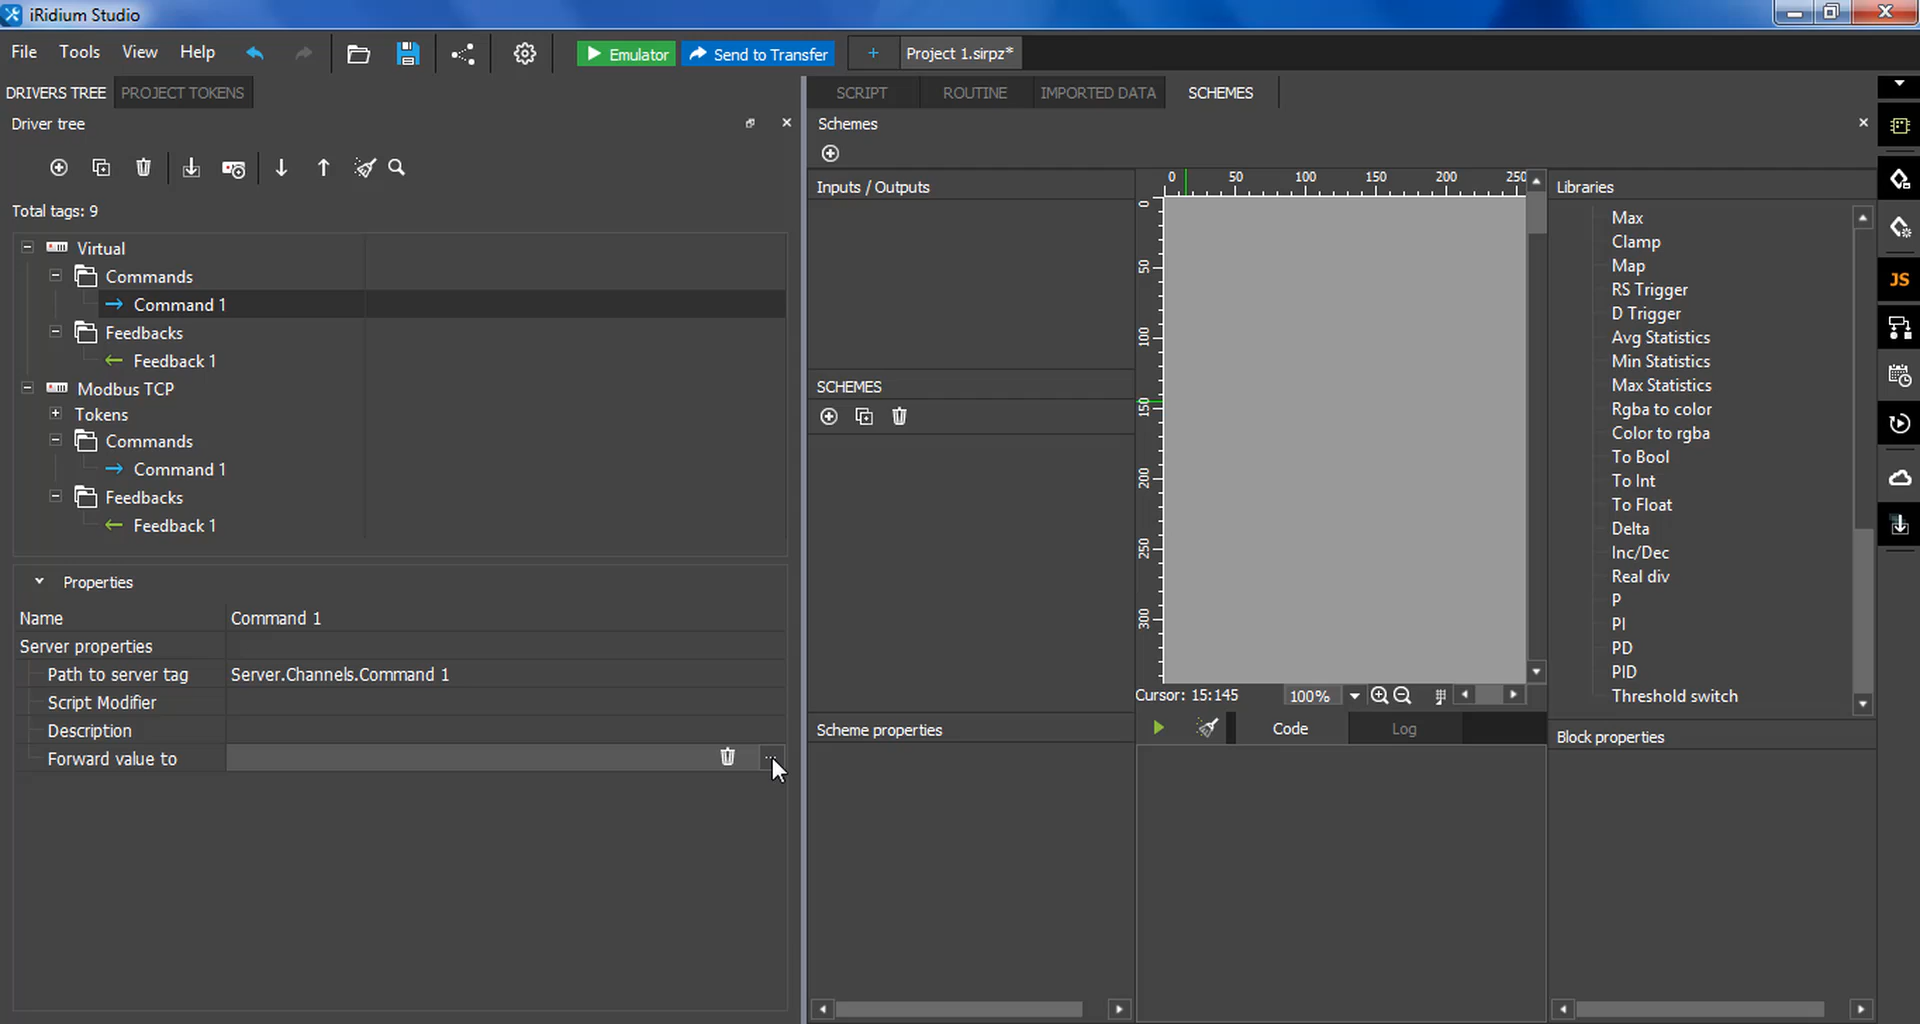 iRidium Studio
File Tools View Help Emulator Send to Transfer + Project 1.sirpz*
DRIVERS TREE PROJECT TOKENS
SCRIPT ROUTINE IMPORTED DATA SCHEMES
Driver tree
Schemes
Total tags: 9
Virtual
Commands
Command 1
Feedbacks
Feedback 1
Modbus TCP
Tokens
Commands
Command 1
Feedbacks
Feedback 1
Properties
Name Command 1
Server properties
Path to server tag Server.Channels.Command 1
Script Modifier
Description
Forward value to ...
Inputs / Outputs
SCHEMES
Scheme properties
0 50 100 150 200 250
0
50
100
150
200
250
300
Cursor: 15:145 100%
Code Log
Libraries
Max
Clamp
Map
RS Trigger
D Trigger
Avg Statistics
Min Statistics
Max Statistics
Rgba to color
Color to rgba
To Bool
To Int
To Float
Delta
Inc/Dec
Real div
P
PI
PD
PID
Threshold switch
Block properties
JS